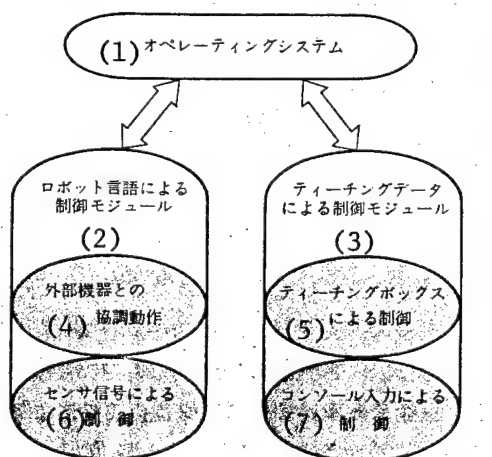 (1) オペレーティングシステム
ロボット言語による
制御モジュール
(2)
ティーチングデータ
による制御モジュール
(3)
外部機器との
(4) 協調動作
ティーチングボックス
(5) による制御
センサ信号による
(6) 制御
コンソール入力による
(7) 制御